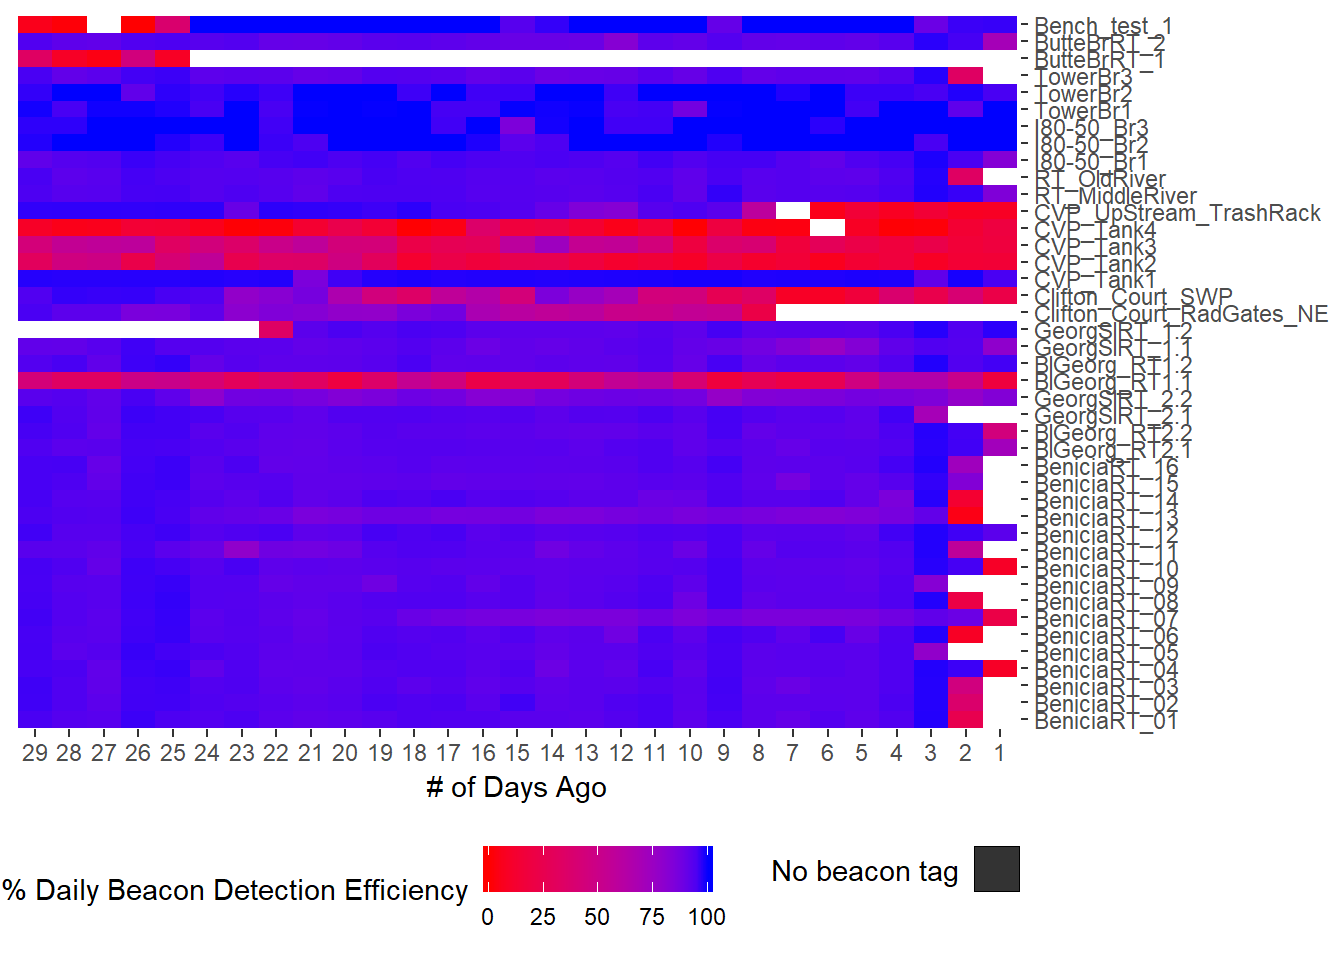 Bench_test_1
ButteBrRT_2
ButteBrRT_1
TowerBr3
TowerBr2
TowerBr1
I80-50_Br3
I80-50_Br2
I80-50_Br1
RT_OldRiver
RT_MiddleRiver
CVP_UpStream_TrashRack
CVP_Tank4
CVP_Tank3
CVP_Tank2
CVP_Tank1
Clifton_Court_SWP
Clifton_Court_RadGates_NE
GeorgSlRT_1.2
GeorgSlRT_1.1
BlGeorg_RT1.2
BlGeorg_RT1.1
GeorgSlRT_2.2
GeorgSlRT_2.1
BlGeorg_RT2.2
BlGeorg_RT2.1
BeniciaRT_16
BeniciaRT_15
BeniciaRT_14
BeniciaRT_13
BeniciaRT_12
BeniciaRT_11
BeniciaRT_10
BeniciaRT_09
BeniciaRT_08
BeniciaRT_07
BeniciaRT_06
BeniciaRT_05
BeniciaRT_04
BeniciaRT_03
BeniciaRT_02
BeniciaRT_01
29 28 27 26 25 24 23 22 21 20 19 18 17 16 15 14 13 12 11 10 9 8 7 6 5 4 3 2 1
# of Days Ago
% Daily Beacon Detection Efficiency
0 25 50 75 100
No beacon tag